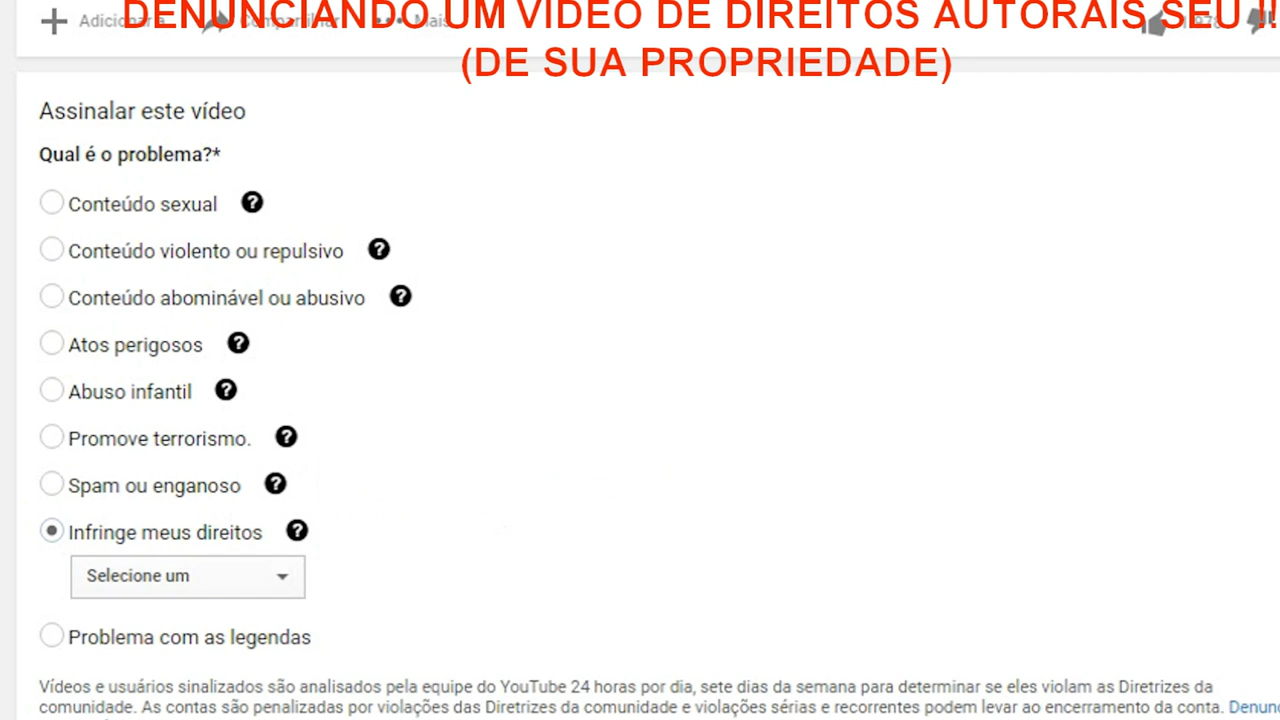 DENUNCIANDO UM VIDEO DE DIREITOS AUTORAIS SEU !!
(DE SUA PROPRIEDADE)
Adicionar a Compartilhar Mais
Assinalar este vídeo
Qual é o problema?*
Conteúdo sexual
Conteúdo violento ou repulsivo
Conteúdo abominável ou abusivo
Atos perigosos
Abuso infantil
Promove terrorismo.
Spam ou enganoso
Infringe meus direitos
Selecione um
Problema com as legendas
Vídeos e usuários sinalizados são analisados pela equipe do YouTube 24 horas por dia, sete dias da semana para determinar se eles violam as Diretrizes da
comunidade. As contas são penalizadas por violações das Diretrizes da comunidade e violações sérias e recorrentes podem levar ao encerramento da conta. Denunc